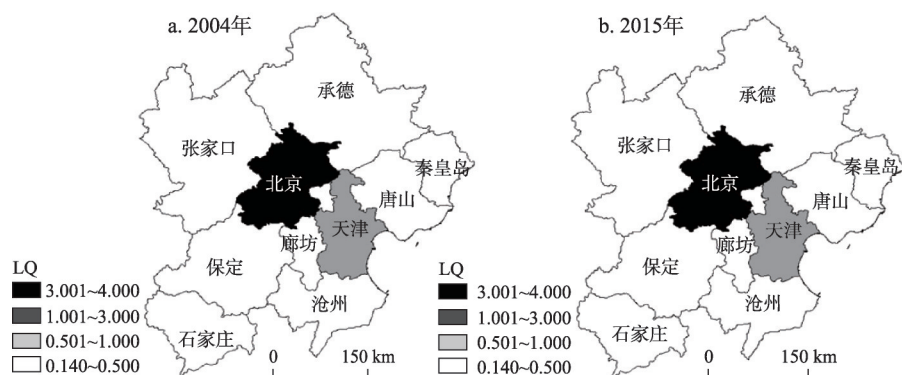 a. 2004年
承德
张家口
北京
秦皇岛
唐山
天津
廊坊
保定
沧州
石家庄
LQ
3.001~4.000
1.001~3.000
0.501~1.000
0.140~0.500
0 150 km
b. 2015年
承德
张家口
北京
秦皇岛
唐山
天津
廊坊
保定
沧州
石家庄
LQ
3.001~4.000
1.001~3.000
0.501~1.000
0.140~0.500
0 150 km